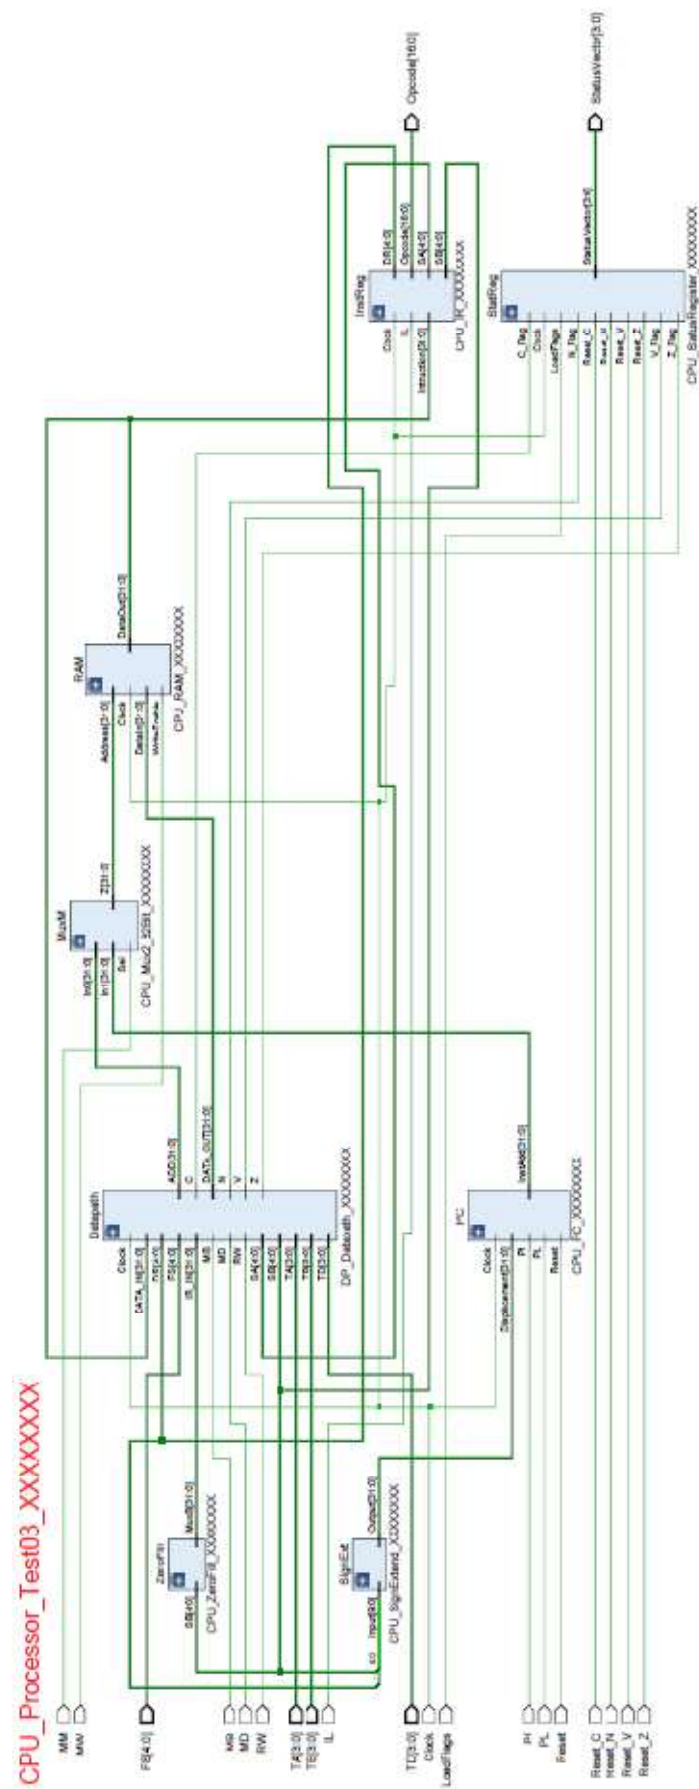 CPU_Processor_Test03_XXXXXXXX
MM
MW
FS[4:0]
MB
MD
RW
TA[3:0]
TB[3:0]
IL
TD[3:0]
Clock
LoadFlags
PI
PL
Reset
Reset_C
Reset_N
Reset_V
Reset_Z
ZeroFill
SB[4:0]
MuxB[31:0]
CPU_ZeroFill_XXXXXXXX
SignExt
Input[9:0]
Output[31:0]
CPU_SignExtend_XXXXXXXX
Datapath
Clock
DATA_IN[31:0]
DR[4:0]
FS[4:0]
MB
MD
RW
SA[4:0]
SB[4:0]
TA[3:0]
TB[3:0]
TD[3:0]
ADD[31:0]
C
DATA_OUT[31:0]
N
V
Z
DP_Datapath_XXXXXXXX
PC
Clock
Displacement[31:0]
PI
PL
Reset
InstAdd[31:0]
CPU_PC_XXXXXXXX
MuxM
In0[31:0]
In1[31:0]
Sel
Z[31:0]
CPU_Mux2_32Bit_XXXXXXXX
RAM
Address[31:0]
Clock
DataIn[31:0]
WriteEnable
DataOut[31:0]
CPU_RAM_XXXXXXXX
InstReg
Clock
IL
DR[4:0]
Opcode[16:0]
SA[4:0]
SB[4:0]
CPU_IR_XXXXXXXX
StatReg
C_Flag
Clock
LoadFlags
N_Flag
Reset_C
Reset_N
Reset_V
Reset_Z
V_Flag
Z_Flag
StatusVector[3:0]
CPU_StatusRegister_XXXXXXXX
Opcode[16:0]
StatusVector[3:0]